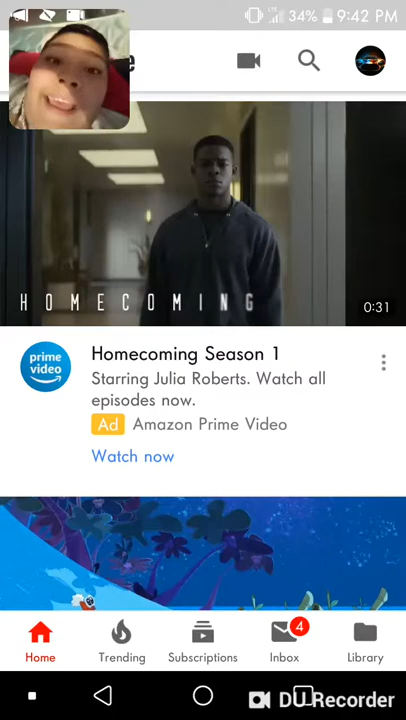 34% 9:42 PM
e
HOMECOMING
0:31
prime
video
Homecoming Season 1
Starring Julia Roberts. Watch all
episodes now.
Ad Amazon Prime Video
Watch now
4
Home Trending Subscriptions Inbox Library
DU Recorder